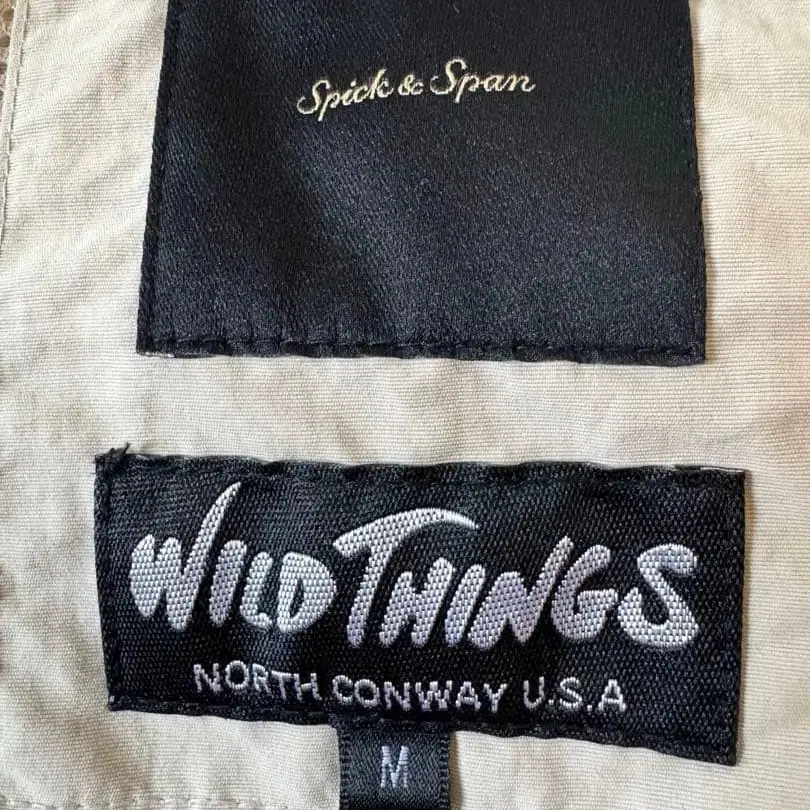 Spick & Span
WILD THINGS
NORTH CONWAY U.S.A
M